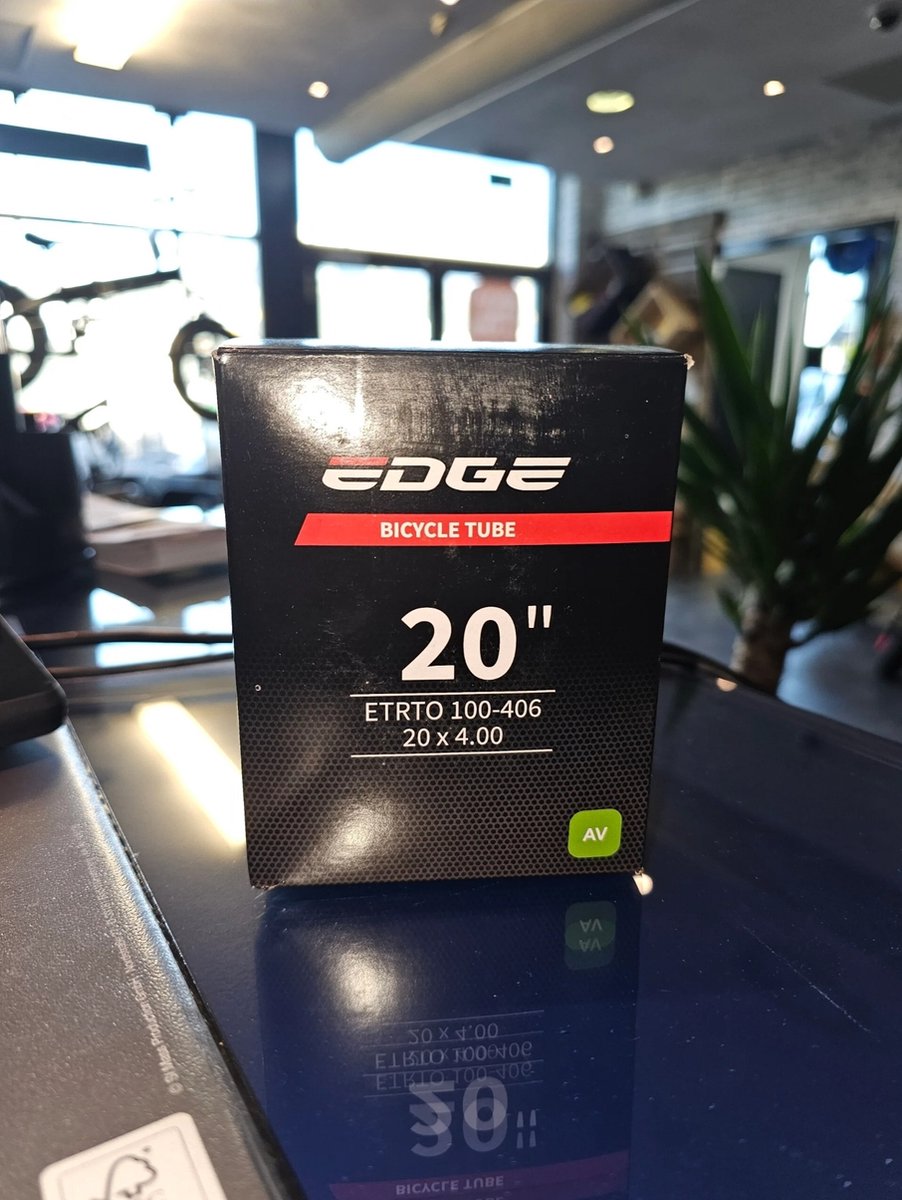 EDGE
BICYCLE TUBE
20"
ETRTO 100-406
20 x 4.00
AV